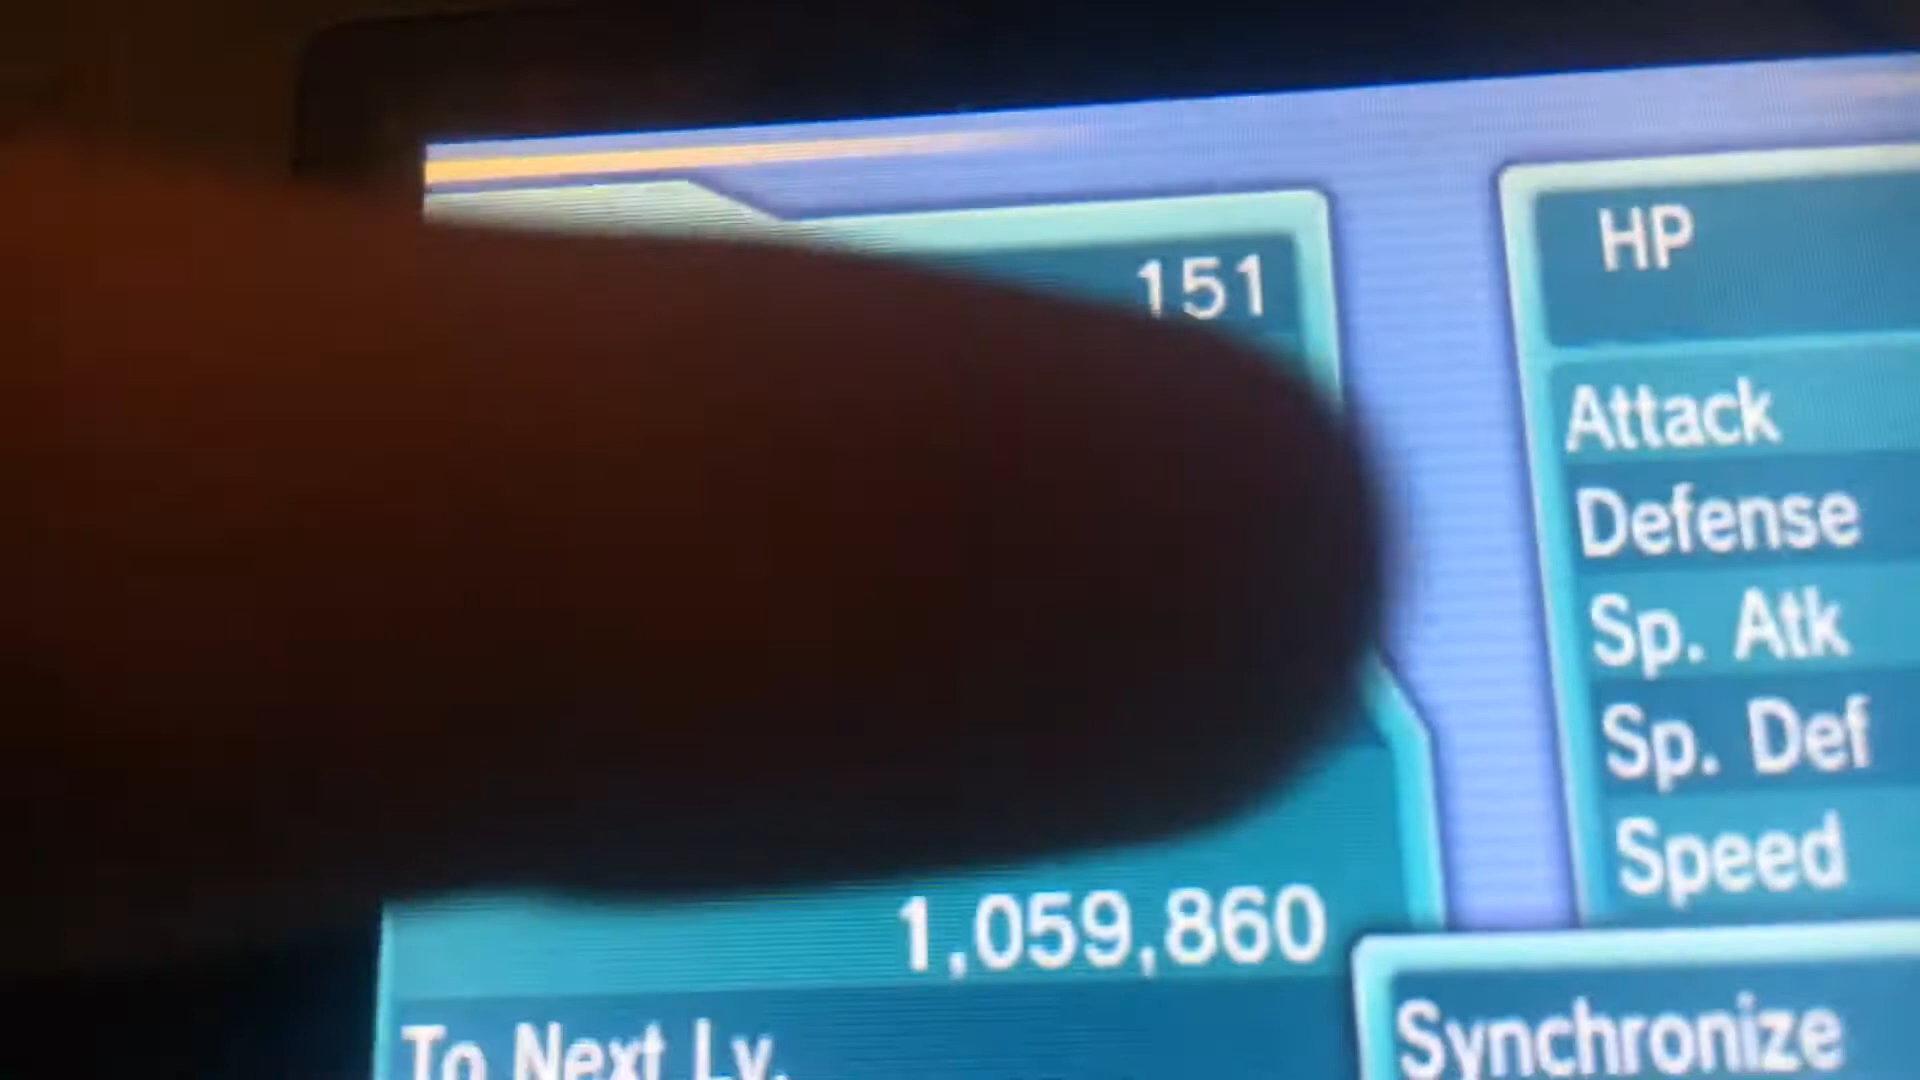 151
1,059,860
To Next Lv.
HP
Attack
Defense
Sp. Atk
Sp. Def
Speed
Synchronize